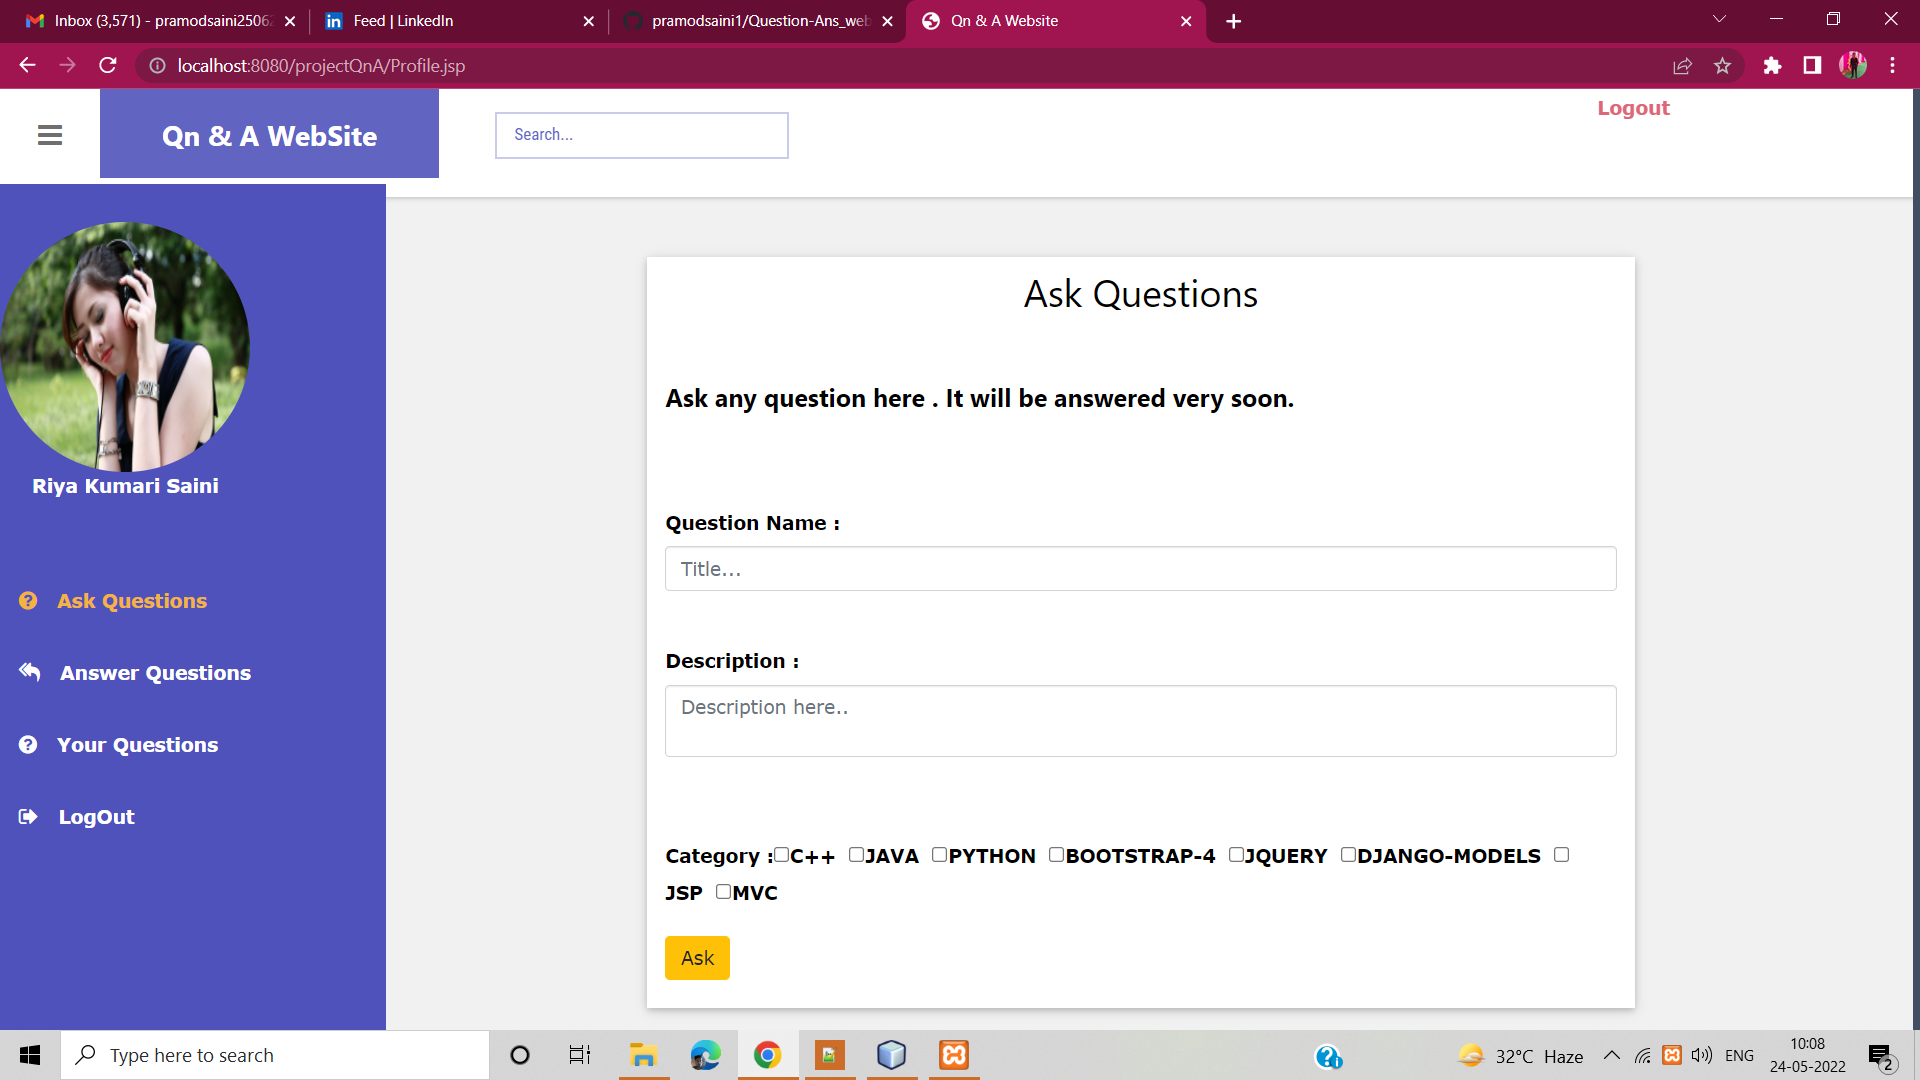 Inbox (3,571) - pramodsaini2506
Feed | LinkedIn
pramodsaini1/Question-Ans_web
Qn & A Website
localhost:8080/projectQnA/Profile.jsp
Qn & A WebSite
Search...
Logout
Riya Kumari Saini
Ask Questions
Answer Questions
Your Questions
LogOut
Ask Questions
Ask any question here . It will be answered very soon.
Question Name :
Title...
Description :
Description here..
Category : C++ JAVA PYTHON BOOTSTRAP-4 JQUERY DJANGO-MODELS
JSP MVC
Ask
Type here to search
32°C Haze
ENG
10:08
24-05-2022
2